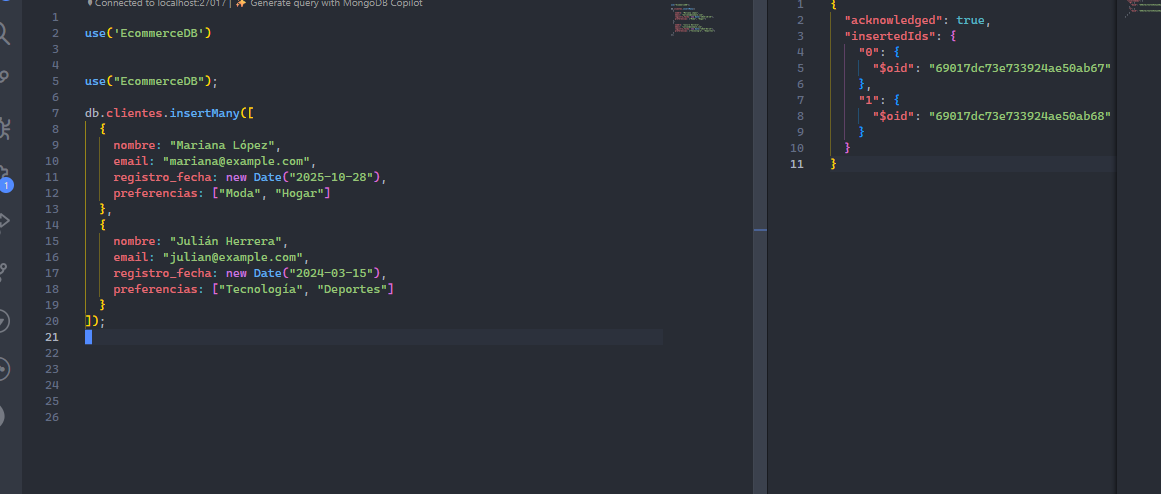 Connected to localhost:27017 | ✨ Generate query with MongoDB Copilot
1
2 use('EcommerceDB')
3
4
5 use("EcommerceDB");
6
7 db.clientes.insertMany([
8 {
9 nombre: "Mariana López",
10 email: "mariana@example.com",
11 registro_fecha: new Date("2025-10-28"),
12 preferencias: ["Moda", "Hogar"]
13 },
14 {
15 nombre: "Julián Herrera",
16 email: "julian@example.com",
17 registro_fecha: new Date("2024-03-15"),
18 preferencias: ["Tecnología", "Deportes"]
19 }
20 ]);
21
22
23
24
25
26
1
1 {
2 "acknowledged": true,
3 "insertedIds": {
4 "0": {
5 "$oid": "69017dc73e733924ae50ab67"
6 },
7 "1": {
8 "$oid": "69017dc73e733924ae50ab68"
9 }
10 }
11 }